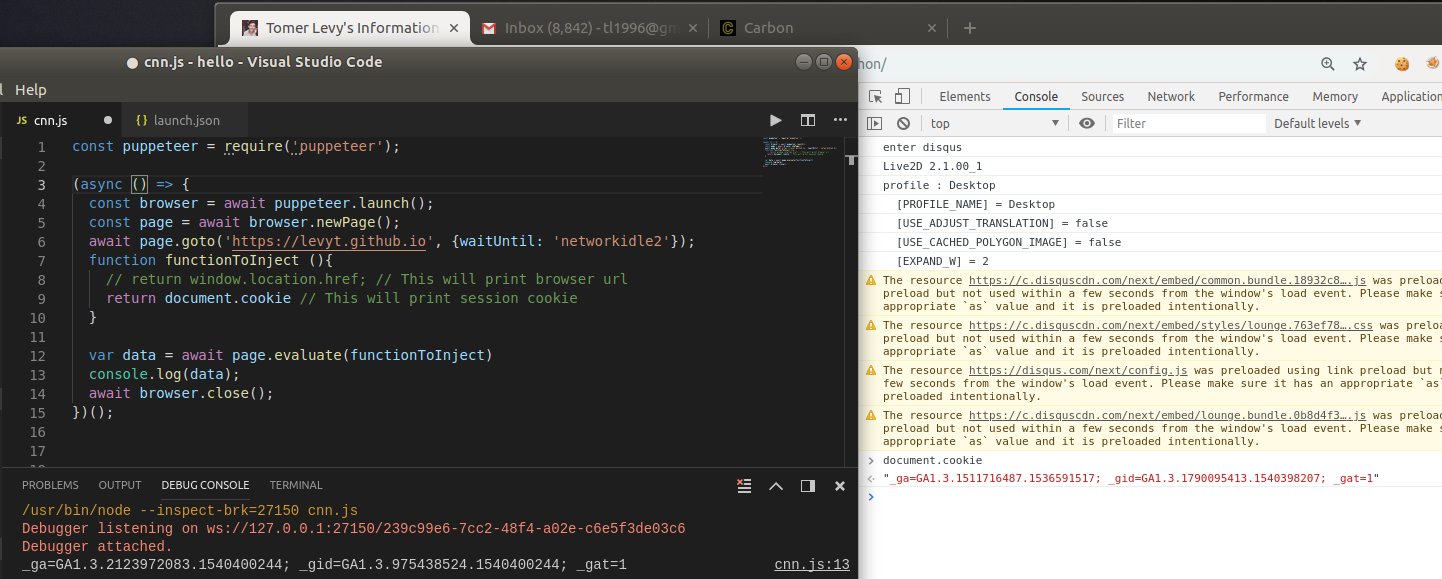 Tomer Levy's Information
Inbox (8,842) - tl1996@gm
Carbon
cnn.js - hello - Visual Studio Code
hon/
Help
JS cnn.js
{} launch.json
1 const puppeteer = require('puppeteer');
2
3 (async () => {
4 const browser = await puppeteer.launch();
5 const page = await browser.newPage();
6 await page.goto('https://levyt.github.io', {waitUntil: 'networkidle2'});
7 function functionToInject (){
8 // return window.location.href; // This will print browser url
9 return document.cookie // This will print session cookie
10 }
11
12 var data = await page.evaluate(functionToInject)
13 console.log(data);
14 await browser.close();
15 })();
16
17
PROBLEMS OUTPUT DEBUG CONSOLE TERMINAL
/usr/bin/node --inspect-brk=27150 cnn.js
Debugger listening on ws://127.0.0.1:27150/239c99e6-7cc2-48f4-a02e-c6e5f3de03c6
Debugger attached.
_ga=GA1.3.2123972083.1540400244; _gid=GA1.3.975438524.1540400244; _gat=1 cnn.js:13
Elements Console Sources Network Performance Memory Application
top Filter Default levels
enter disqus
Live2D 2.1.00_1
profile : Desktop
[PROFILE_NAME] = Desktop
[USE_ADJUST_TRANSLATION] = false
[USE_CACHED_POLYGON_IMAGE] = false
[EXPAND_W] = 2
The resource https://c.disquscdn.com/next/embed/common.bundle.18932c8….js was preloa
preload but not used within a few seconds from the window's load event. Please make s
appropriate `as` value and it is preloaded intentionally.
The resource https://c.disquscdn.com/next/embed/styles/lounge.763ef78….css was preloa
preload but not used within a few seconds from the window's load event. Please make s
appropriate `as` value and it is preloaded intentionally.
The resource https://disqus.com/next/config.js was preloaded using link preload but n
few seconds from the window's load event. Please make sure it has an appropriate `as`
preloaded intentionally.
The resource https://c.disquscdn.com/next/embed/lounge.bundle.0b8d4f3….js was preloa
preload but not used within a few seconds from the window's load event. Please make s
appropriate `as` value and it is preloaded intentionally.
document.cookie
"_ga=GA1.3.1511716487.1536591517; _gid=GA1.3.1790095413.1540398207; _gat=1"